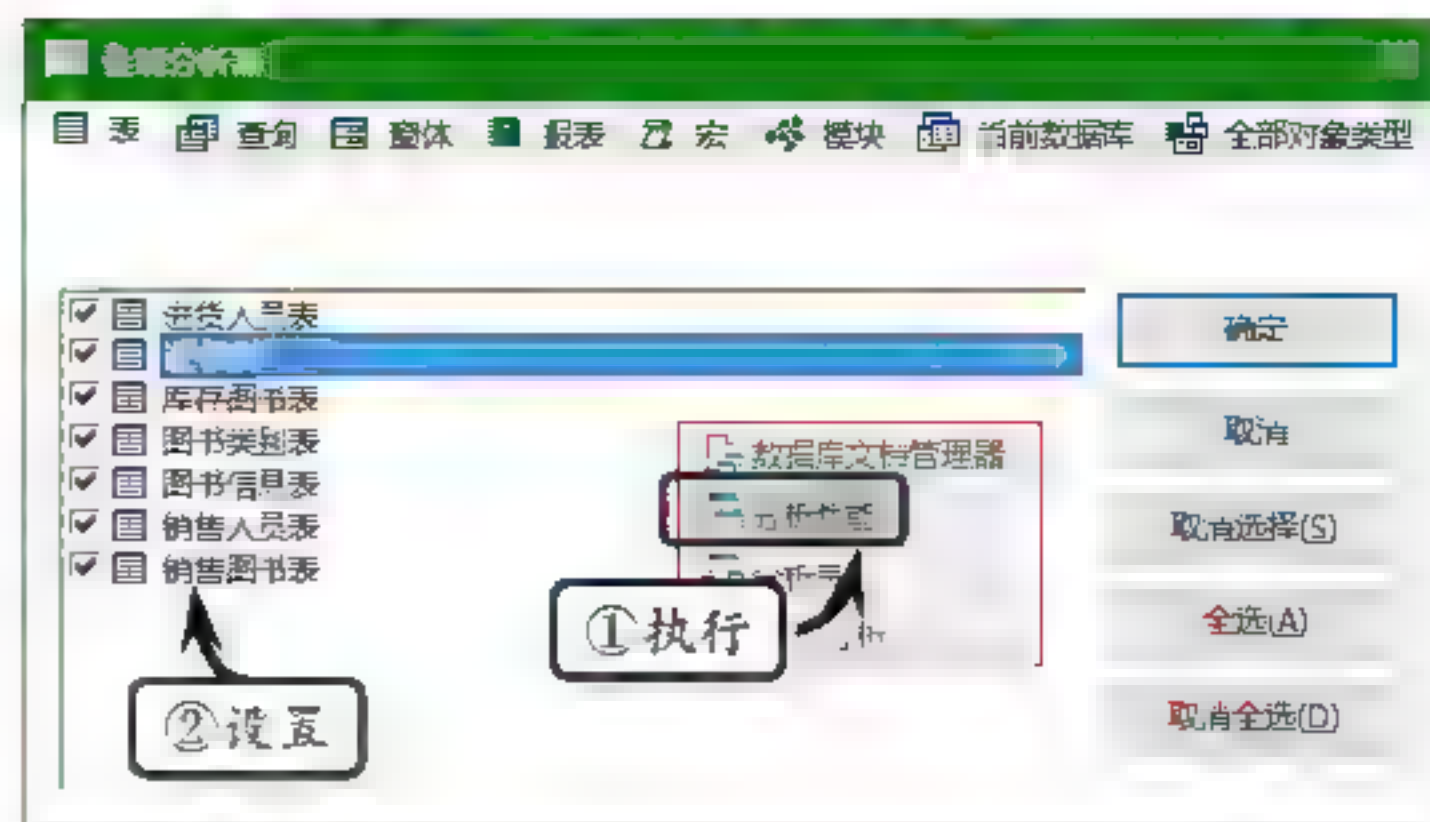 表 查询 窗体 报表 宏 模块 当前数据库 全部对象类型
进货人员表
库存图书表
图书类别表
图书信息表
销售人员表
销售图书表
数据库文档管理器
①执行
②设置
确定
取消
取消选择(S)
全选(A)
取消全选(D)